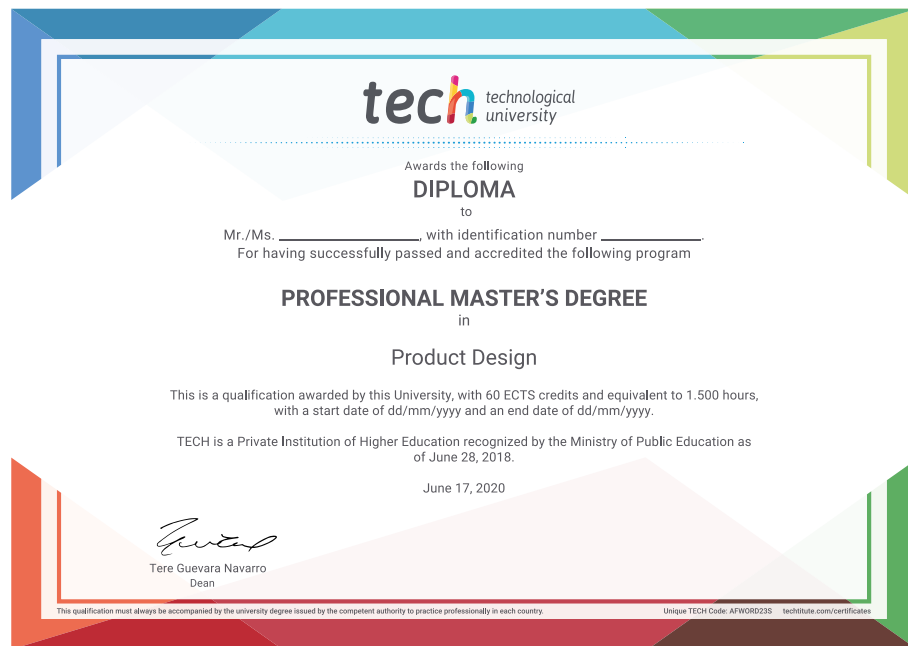 tech technological
university
Awards the following
DIPLOMA
to
Mr./Ms. ____________________, with identification number ______________.
For having successfully passed and accredited the following program
PROFESSIONAL MASTER'S DEGREE
in
Product Design
This is a qualification awarded by this University, with 60 ECTS credits and equivalent to 1.500 hours,
with a start date of dd/mm/yyyy and an end date of dd/mm/yyyy.
TECH is a Private Institution of Higher Education recognized by the Ministry of Public Education as
of June 28, 2018.
June 17, 2020
Tere Guevara Navarro
Dean
This qualification must always be accompanied by the university degree issued by the competent authority to practice professionally in each country.
Unique TECH Code: AFWORD23S techtitute.com/certificates